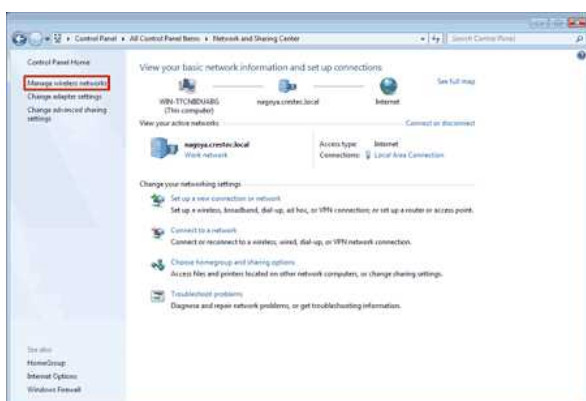 Control Panel ▸ All Control Panel Items ▸ Network and Sharing Center
Search Control Panel
Control Panel Home
Manage wireless networks
Change adapter settings
Change advanced sharing
settings
View your basic network information and set up connections
See full map
(This computer)
nagoya.crestec.local
Internet
View your active networks
Connect or disconnect
nagoya.crestec.local
Work network
Access type: Internet
Connections: Local Area Connection
Change your networking settings
Set up a new connection or network
Set up a wireless, broadband, dial-up, ad hoc, or VPN connection; or set up a router or access point.
Connect to a network
Connect or reconnect to a wireless, wired, dial-up, or VPN network connection.
Choose homegroup and sharing options
Access files and printers located on other network computers, or change sharing settings.
Troubleshoot problems
Diagnose and repair network problems, or get troubleshooting information.
See also
HomeGroup
Internet Options
Windows Firewall